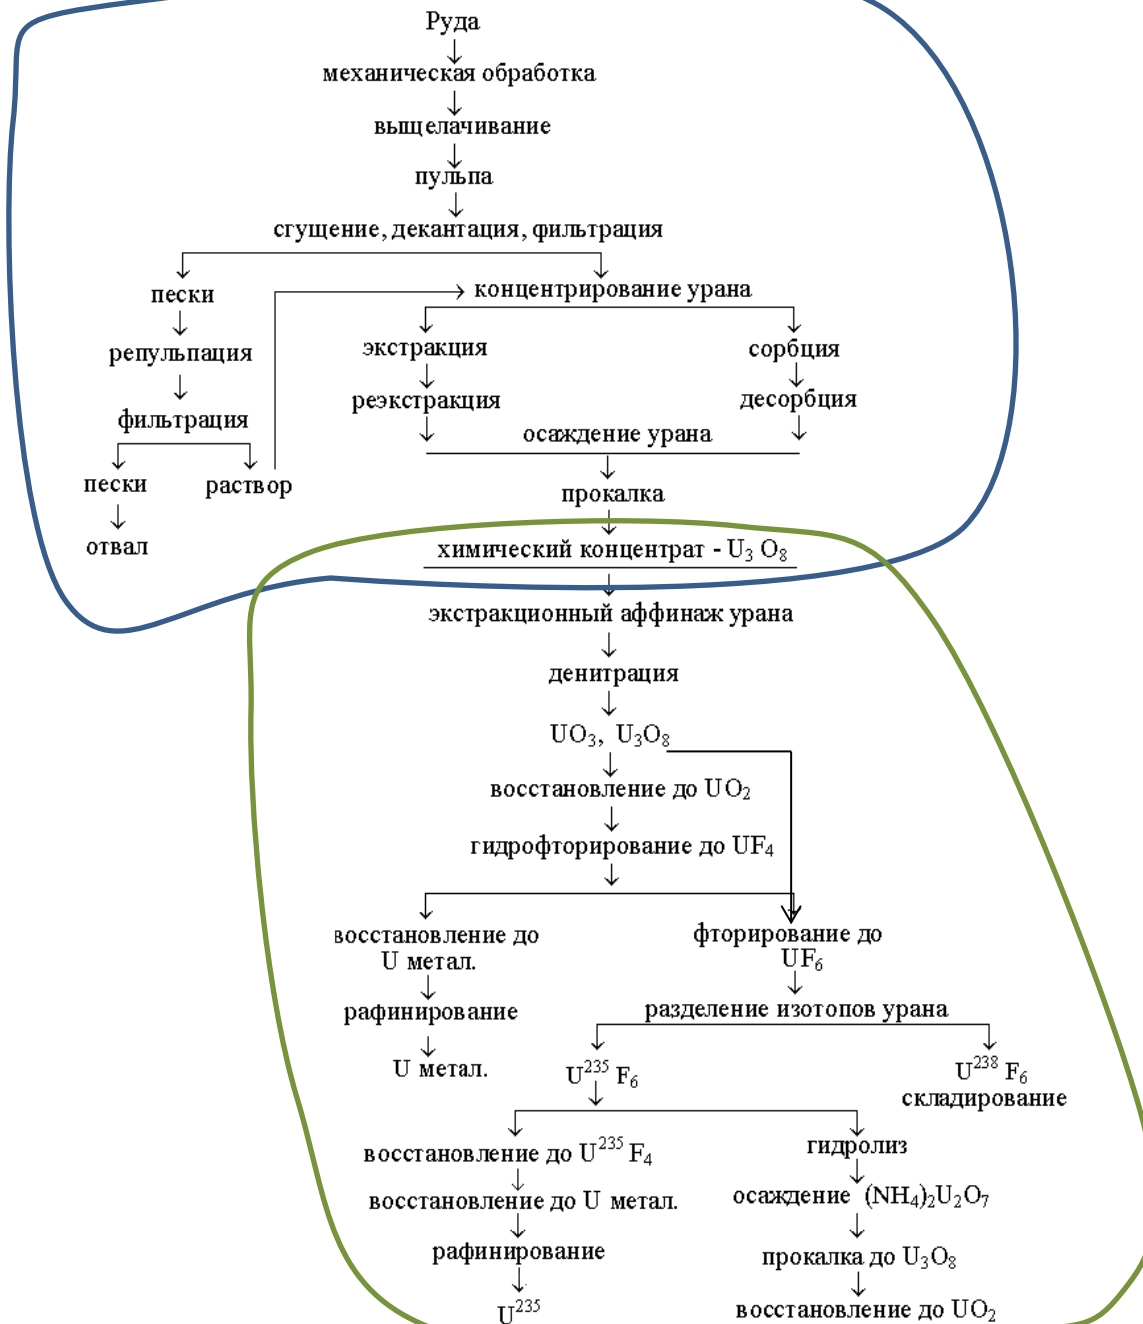 Руда
механическая обработка
выщелачивание
пульпа
сгущение, декантация, фильтрация
пески
концентрирование урана
репульпация
экстракция
сорбция
фильтрация
реэкстракция
десорбция
осаждение урана
пески
раствор
прокалка
отвал
химический концентрат - U₃ O₈
экстракционный аффинаж урана
денитрация
UO₃, U₃O₈
восстановление до UO₂
гидрофторирование до UF₄
восстановление до
U метал.
фторирование до
UF₆
рафинирование
разделение изотопов урана
U метал.
U²³⁵ F₆
U²³⁸ F₆
складирование
восстановление до U²³⁵ F₄
гидролиз
восстановление до U метал.
осаждение (NH₄)₂U₂O₇
рафинирование
прокалка до U₃O₈
U²³⁵
восстановление до UO₂